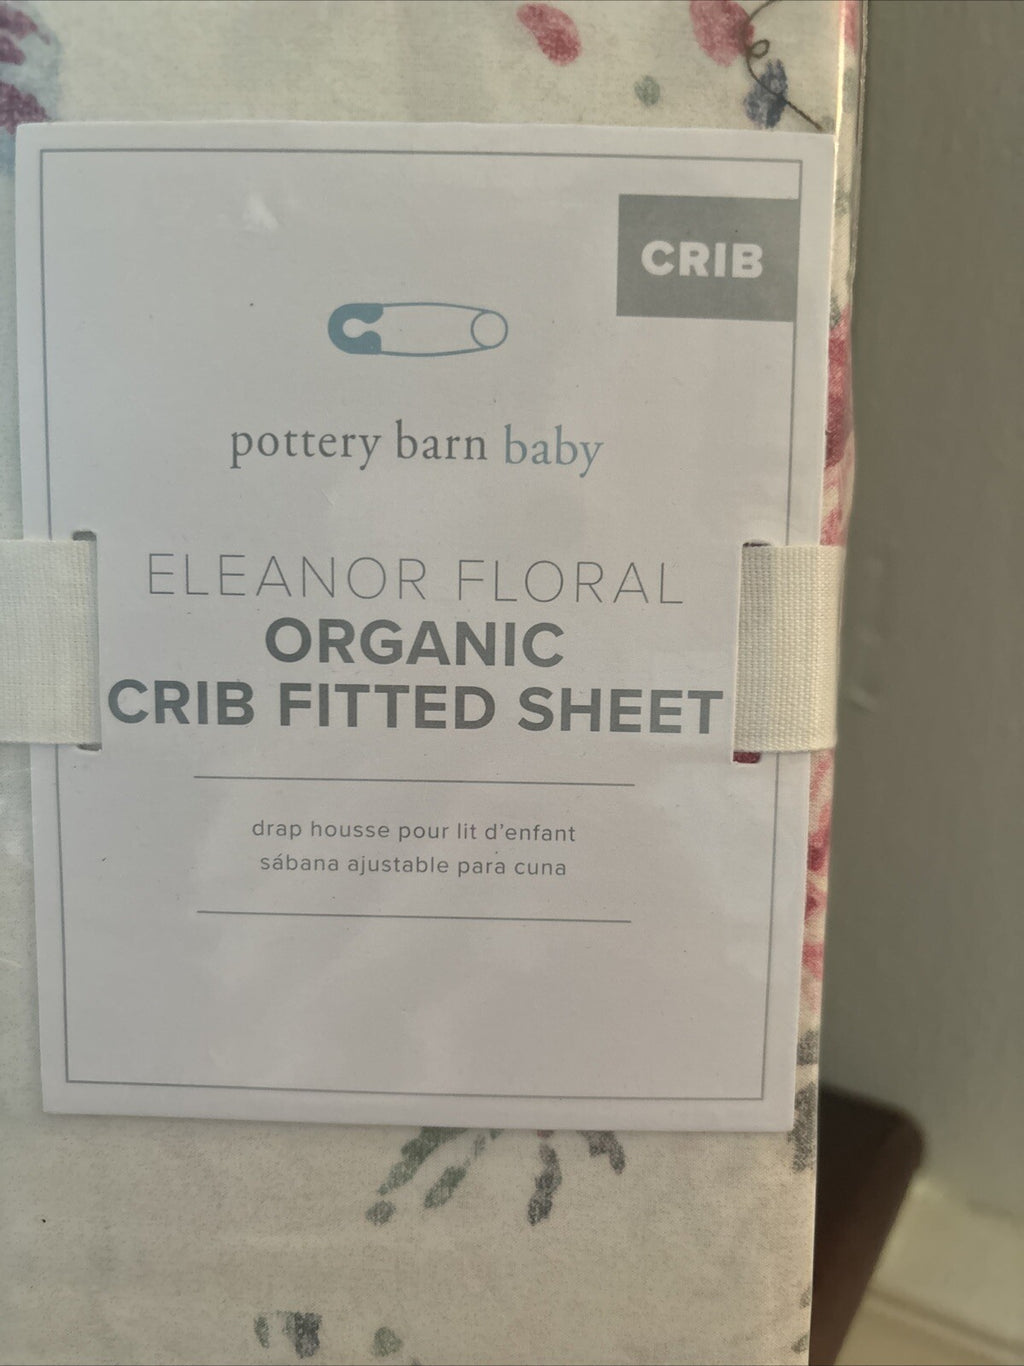 CRIB
pottery barn baby
ELEANOR FLORAL
ORGANIC
CRIB FITTED SHEET
drap housse pour lit d'enfant
sábana ajustable para cuna